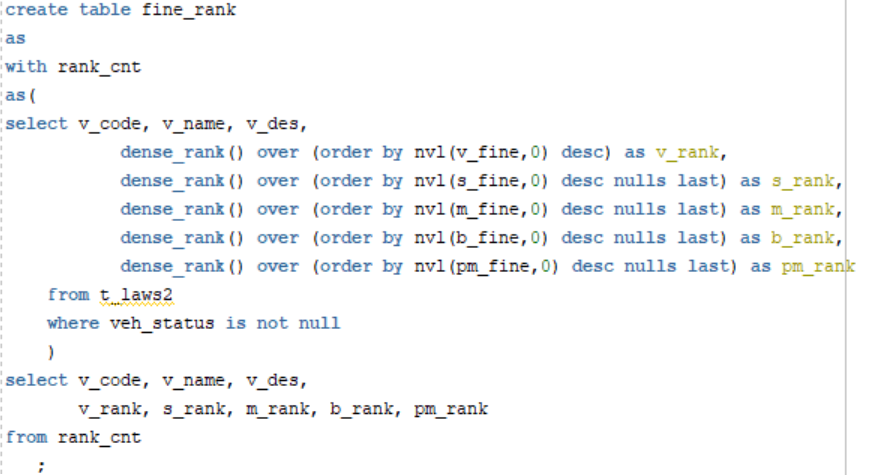 create table fine_rank
as
with rank_cnt
as(
select v_code, v_name, v_des,
dense_rank() over (order by nvl(v_fine,0) desc) as v_rank,
dense_rank() over (order by nvl(s_fine,0) desc nulls last) as s_rank,
dense_rank() over (order by nvl(m_fine,0) desc nulls last) as m_rank,
dense_rank() over (order by nvl(b_fine,0) desc nulls last) as b_rank,
dense_rank() over (order by nvl(pm_fine,0) desc nulls last) as pm_rank
from t_laws2
where veh_status is not null
)
select v_code, v_name, v_des,
v_rank, s_rank, m_rank, b_rank, pm_rank
from rank_cnt
;